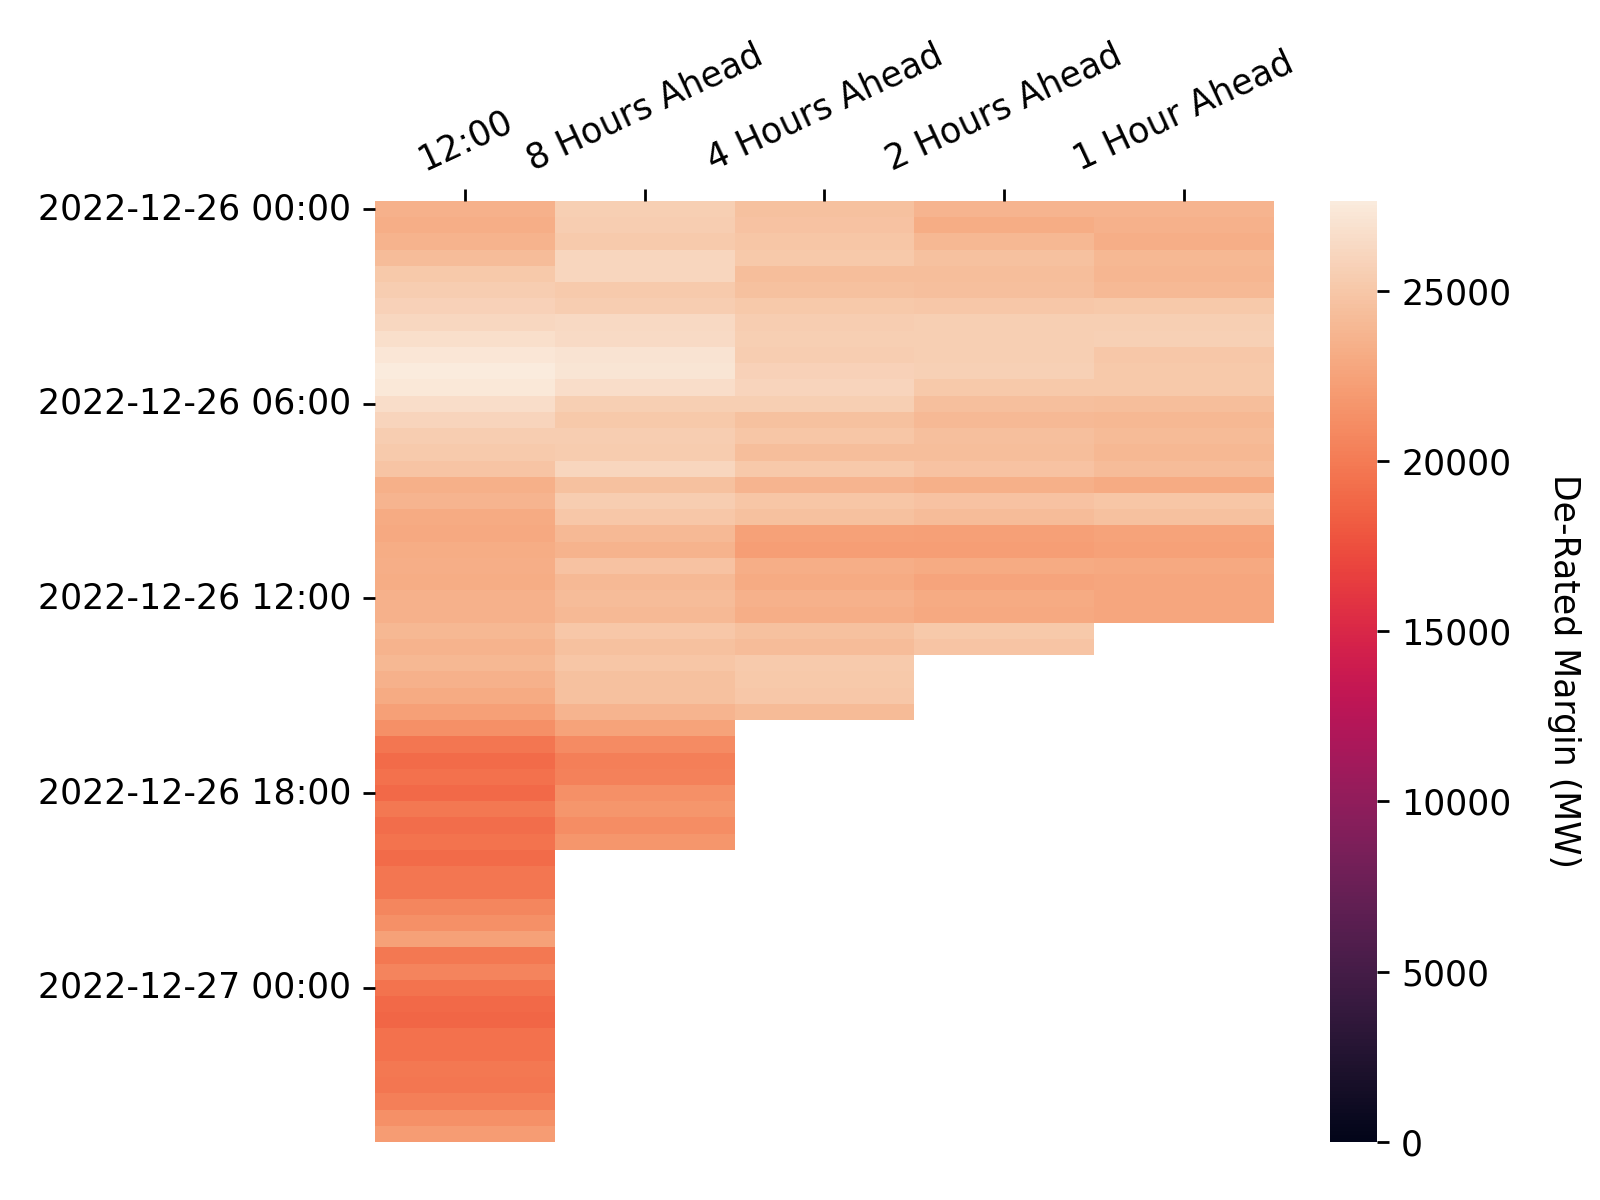 12:00
8 Hours Ahead
4 Hours Ahead
2 Hours Ahead
1 Hour Ahead
2022-12-26 00:00
2022-12-26 06:00
2022-12-26 12:00
2022-12-26 18:00
2022-12-27 00:00
25000
20000
15000
10000
5000
0
De-Rated Margin (MW)